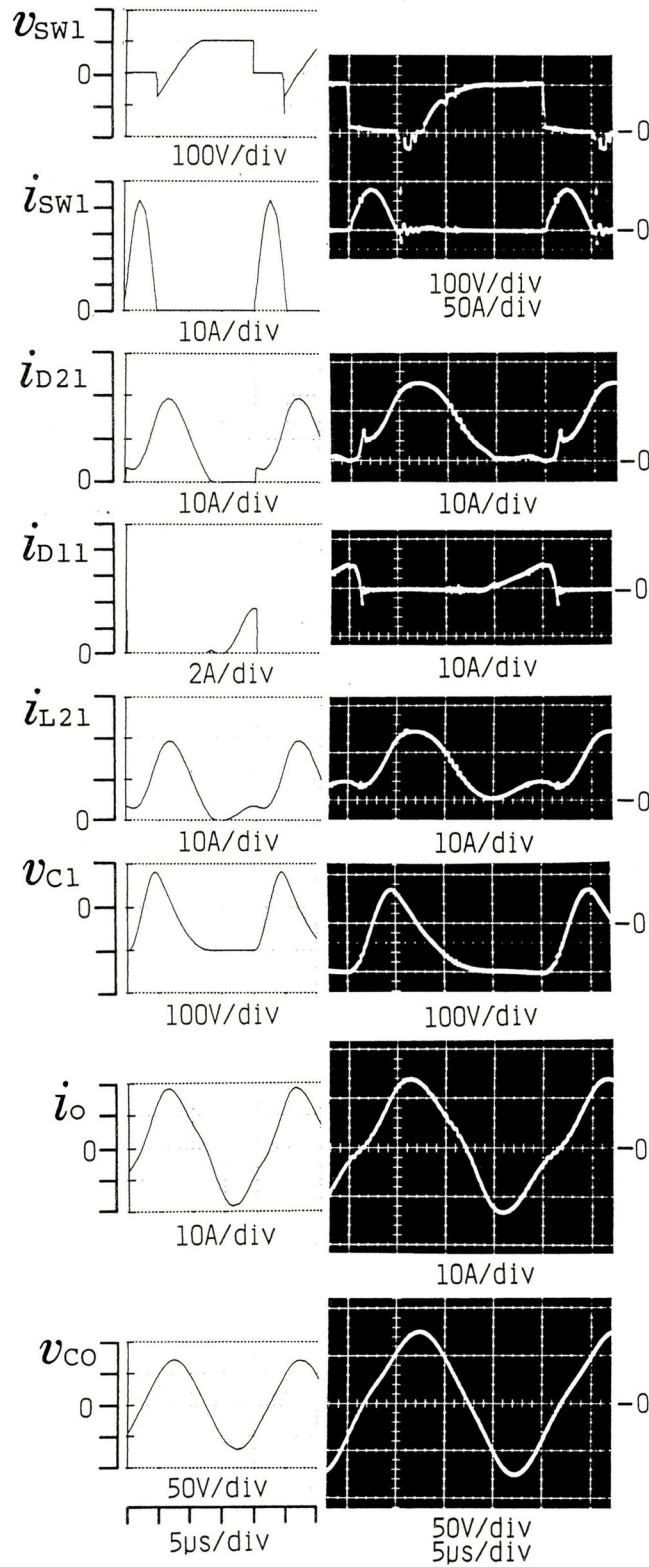 vSW1
0
100V/div
-0
iSW1
0
10A/div
-0
100V/div
50A/div
iD21
0
10A/div
-0
10A/div
iD11
0
2A/div
-0
10A/div
iL21
0
10A/div
-0
10A/div
vC1
0
100V/div
-0
100V/div
io
0
10A/div
-0
10A/div
vCO
0
50V/div
-0
5μs/div
50V/div
5μs/div